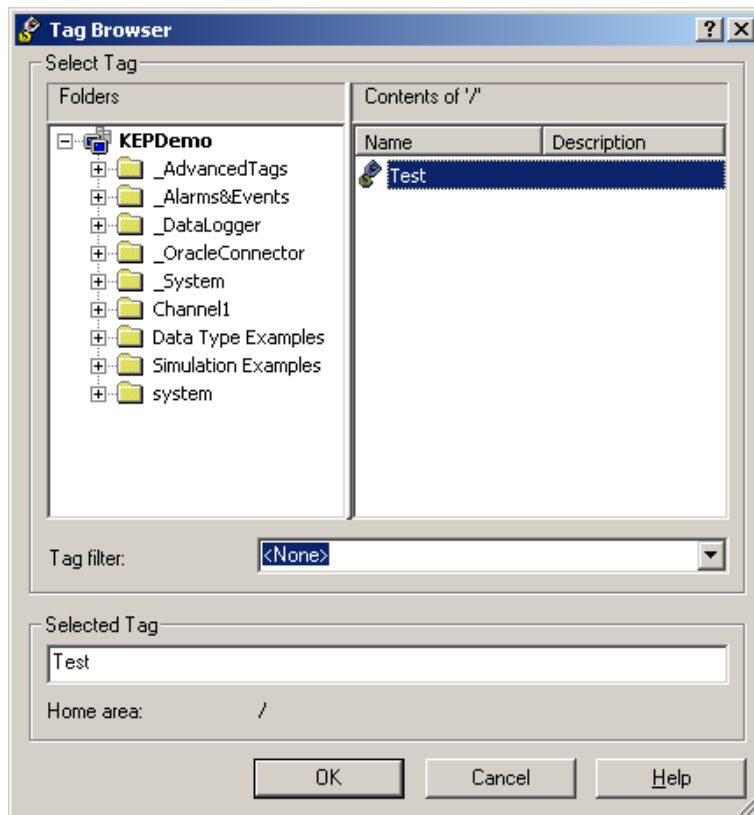 Tag Browser
Select Tag
Folders
Contents of '/'
KEPDemo
_AdvancedTags
_Alarms&Events
_DataLogger
_OracleConnector
_System
Channel1
Data Type Examples
Simulation Examples
system
Name Description
Test
Tag filter: <None>
Selected Tag
Test
Home area: /
OK Cancel Help